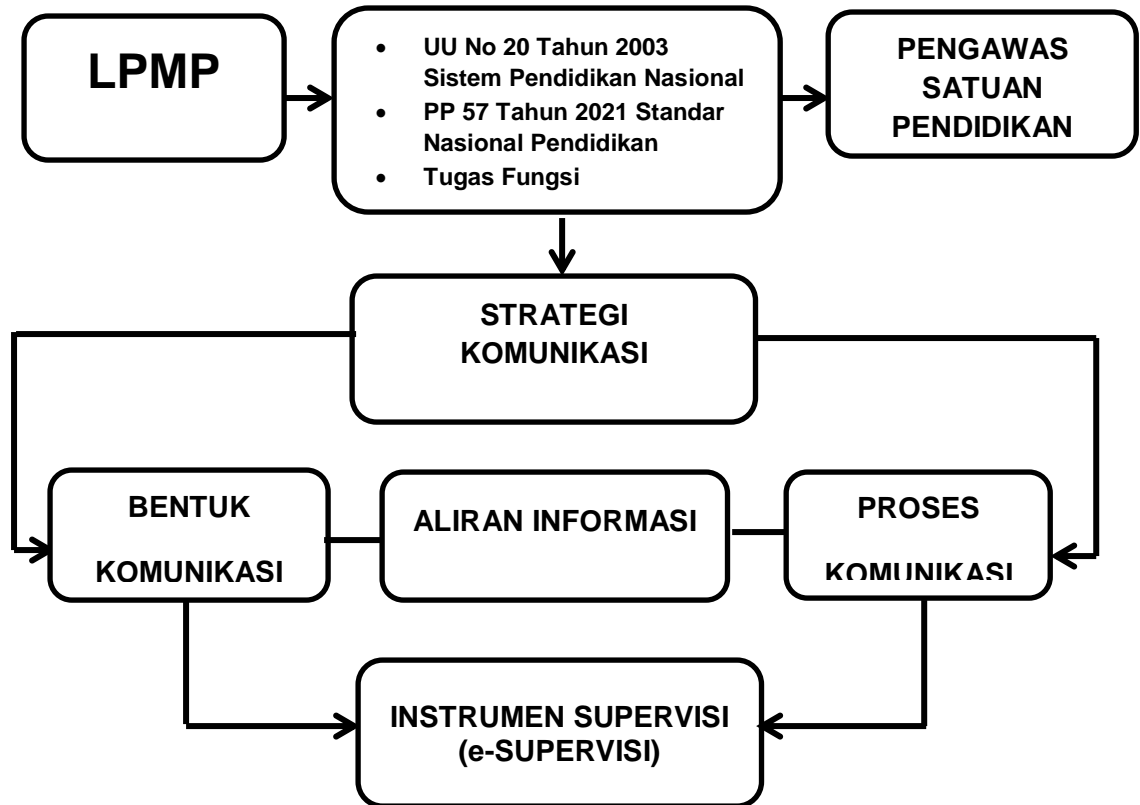 LPMP
• UU No 20 Tahun 2003
Sistem Pendidikan Nasional
• PP 57 Tahun 2021 Standar
Nasional Pendidikan
• Tugas Fungsi
PENGAWAS
SATUAN
PENDIDIKAN
STRATEGI
KOMUNIKASI
BENTUK
KOMUNIKASI
ALIRAN INFORMASI
PROSES
KOMUNIKASI
INSTRUMEN SUPERVISI
(e-SUPERVISI)